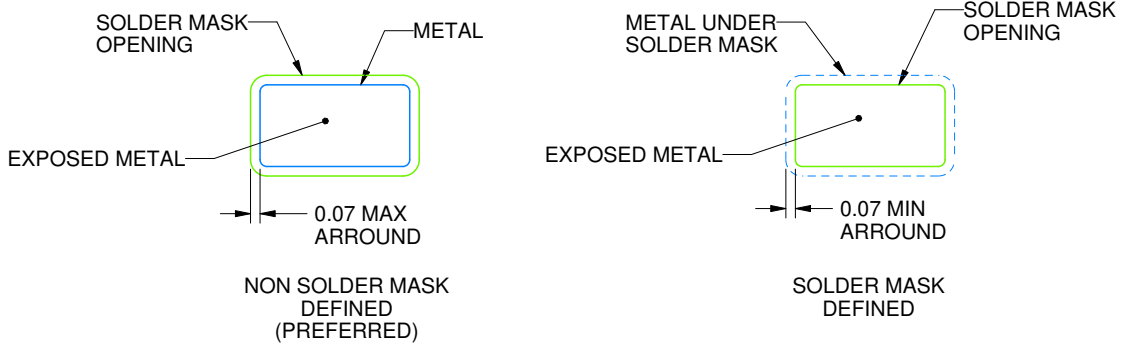 SOLDER MASK
OPENING
METAL
EXPOSED METAL
0.07 MAX
ARROUND
NON SOLDER MASK
DEFINED
(PREFERRED)
METAL UNDER
SOLDER MASK
SOLDER MASK
OPENING
EXPOSED METAL
0.07 MIN
ARROUND
SOLDER MASK
DEFINED